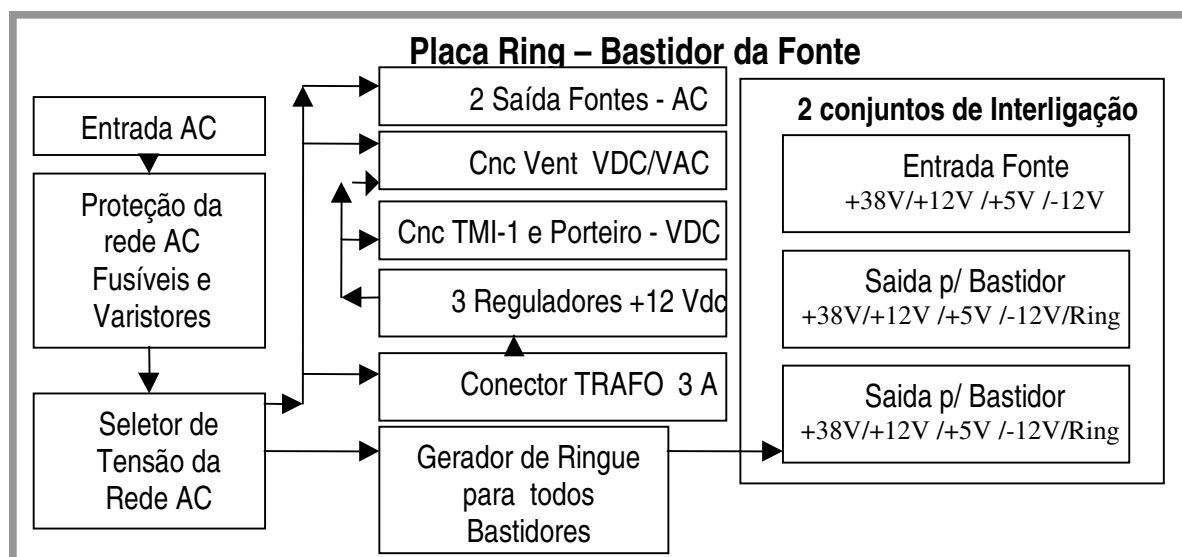 Placa Ring – Bastidor da Fonte
Entrada AC
Proteção da
rede AC
Fusíveis e
Varistores
Seletor de
Tensão da
Rede AC
2 Saída Fontes - AC
Cnc Vent VDC/VAC
Cnc TMI-1 e Porteiro - VDC
3 Reguladores +12 Vdc
Conector TRAFO 3 A
Gerador de Ringue
para todos
Bastidores
2 conjuntos de Interligação
Entrada Fonte
+38V/+12V /+5V /-12V
Saida p/ Bastidor
+38V/+12V /+5V /-12V/Ring
Saida p/ Bastidor
+38V/+12V /+5V /-12V/Ring